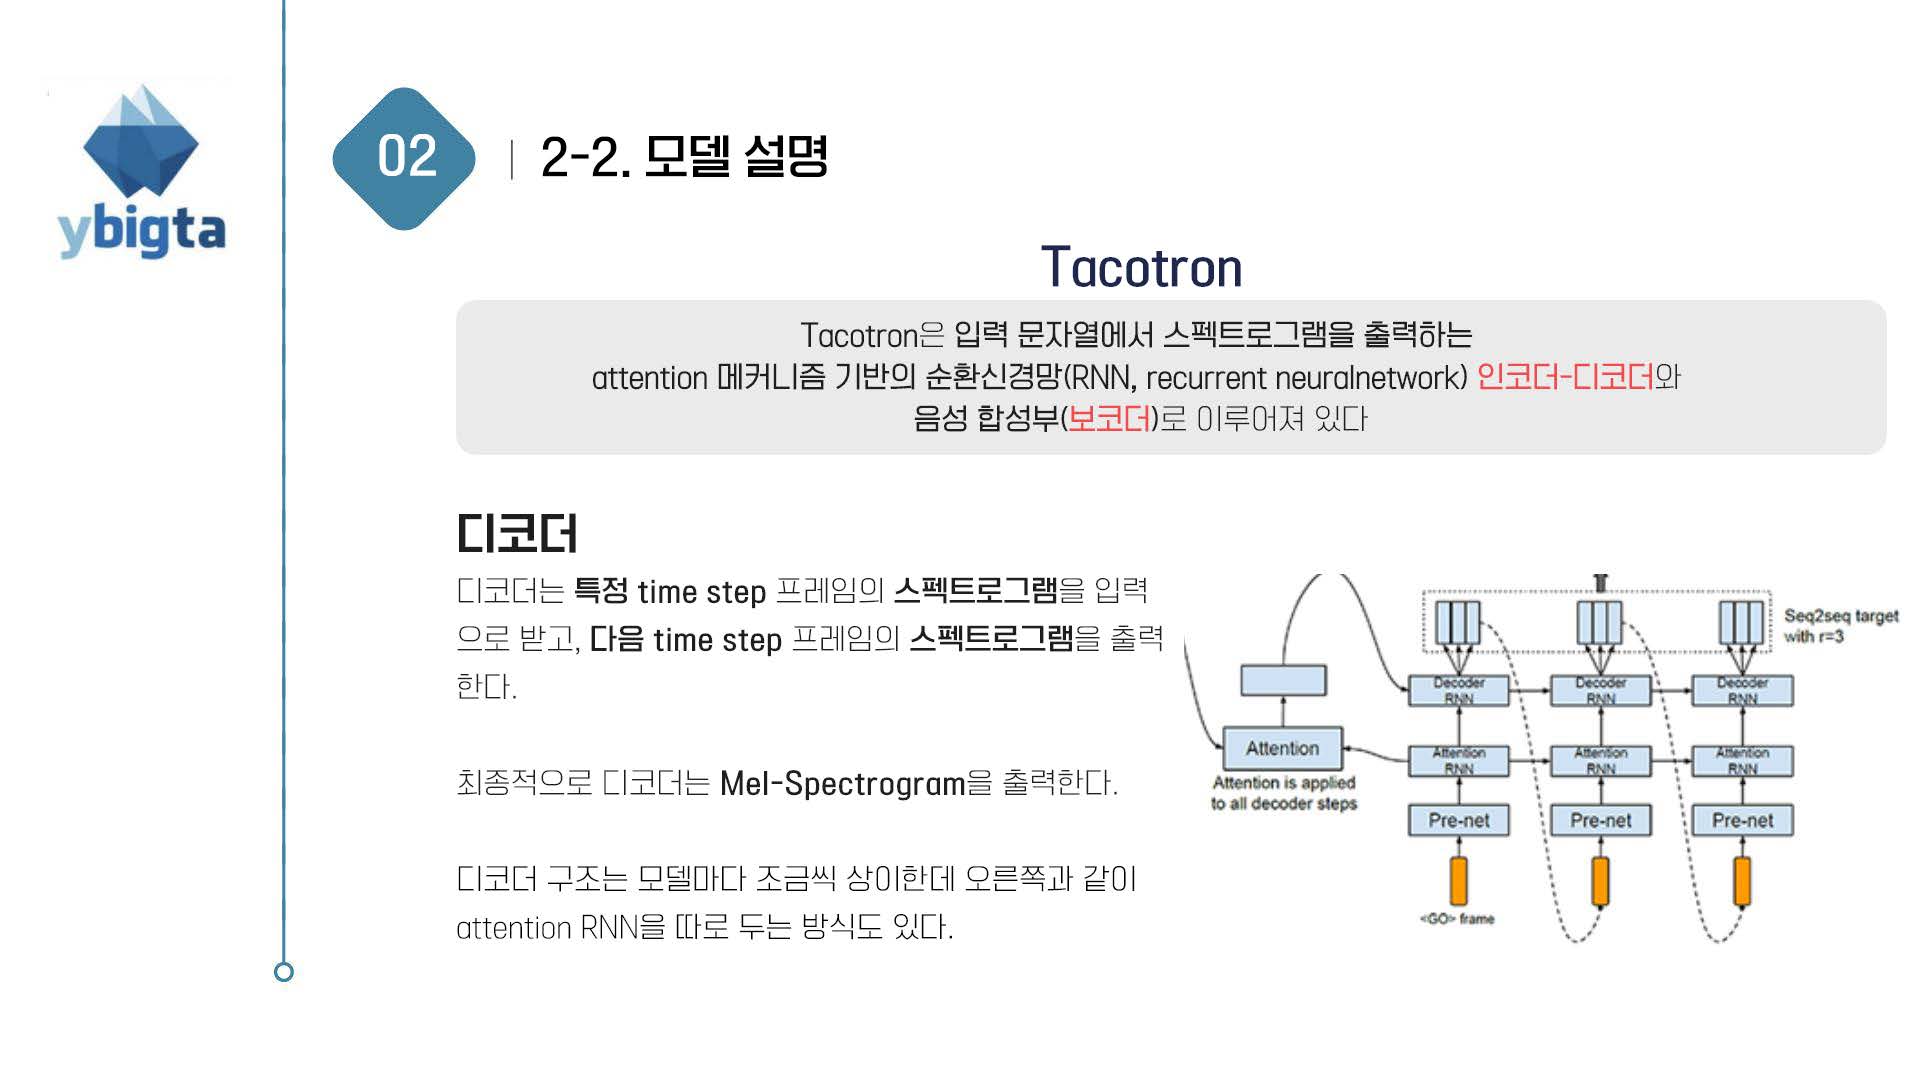 ybigta
02
2-2. 모델 설명
Tacotron
Tacotron은 입력 문자열에서 스펙트로그램을 출력하는
attention 메커니즘 기반의 순환신경망(RNN, recurrent neuralnetwork) 인코더-디코더와
음성 합성부(보코더)로 이루어져 있다
디코더
디코더는 특정 time step 프레임의 스펙트로그램을 입력
으로 받고, 다음 time step 프레임의 스펙트로그램을 출력
한다.
최종적으로 디코더는 Mel-Spectrogram을 출력한다.
디코더 구조는 모델마다 조금씩 상이한데 오른쪽과 같이
attention RNN을 따로 두는 방식도 있다.
Seq2seq target
with r=3
Decoder
RNN
Decoder
RNN
Decoder
RNN
Attention
Attention is applied
to all decoder steps
Attention
RNN
Attention
RNN
Attention
RNN
Pre-net
Pre-net
Pre-net
<GO> frame